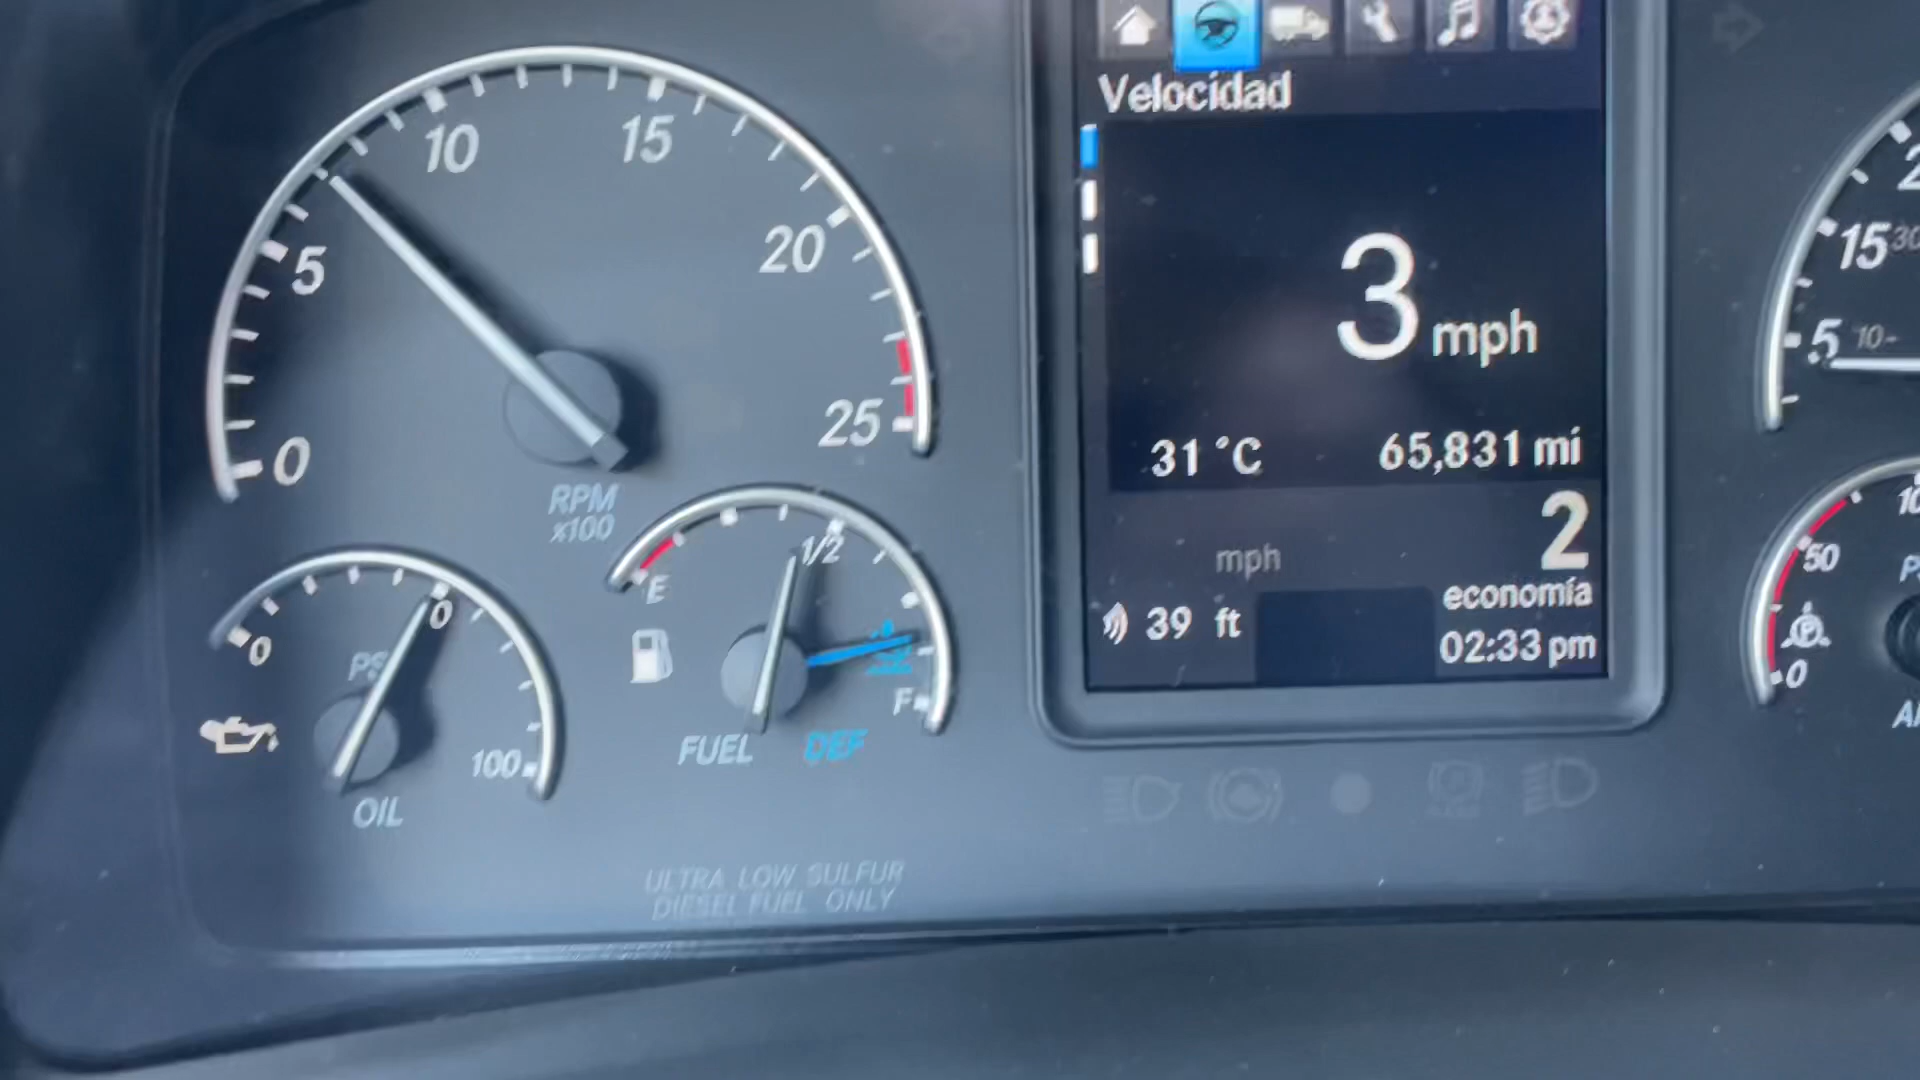 0
5
10
15
20
25
RPM
x100
E
1/2
F
FUEL
DEF
0
100
OIL
ULTRA LOW SULFUR
DIESEL FUEL ONLY
Velocidad
3 mph
31 °C 65,831 mi
mph
2
economía
39 ft
02:33 pm
15
5
10
50
0